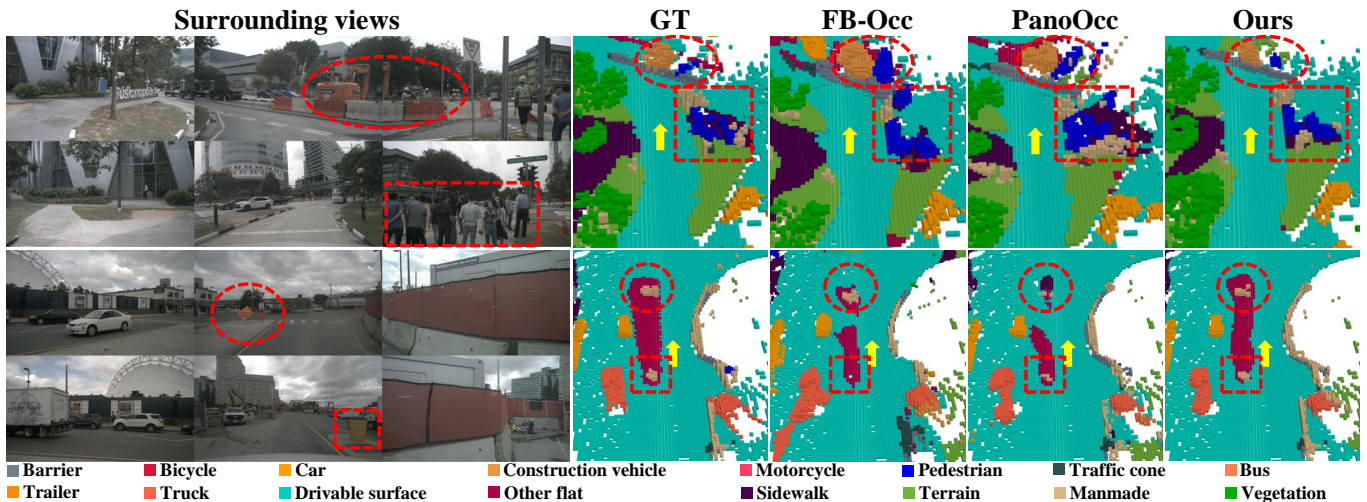 Surrounding views GT FB-Occ PanoOcc Ours
Barrier Bicycle Car Construction vehicle Motorcycle Pedestrian Traffic cone Bus
Trailer Truck Drivable surface Other flat Sidewalk Terrain Manmade Vegetation